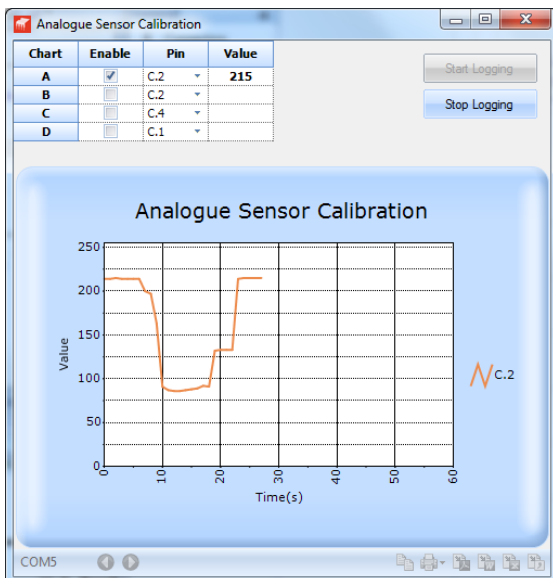 Analogue Sensor Calibration
Chart Enable Pin Value
A C.2 215
B C.2
C C.4
D C.1
Start Logging
Stop Logging
Analogue Sensor Calibration
250
200
150
100
50
0
Value
0 10 20 30 40 50 60
Time(s)
C.2
COM5